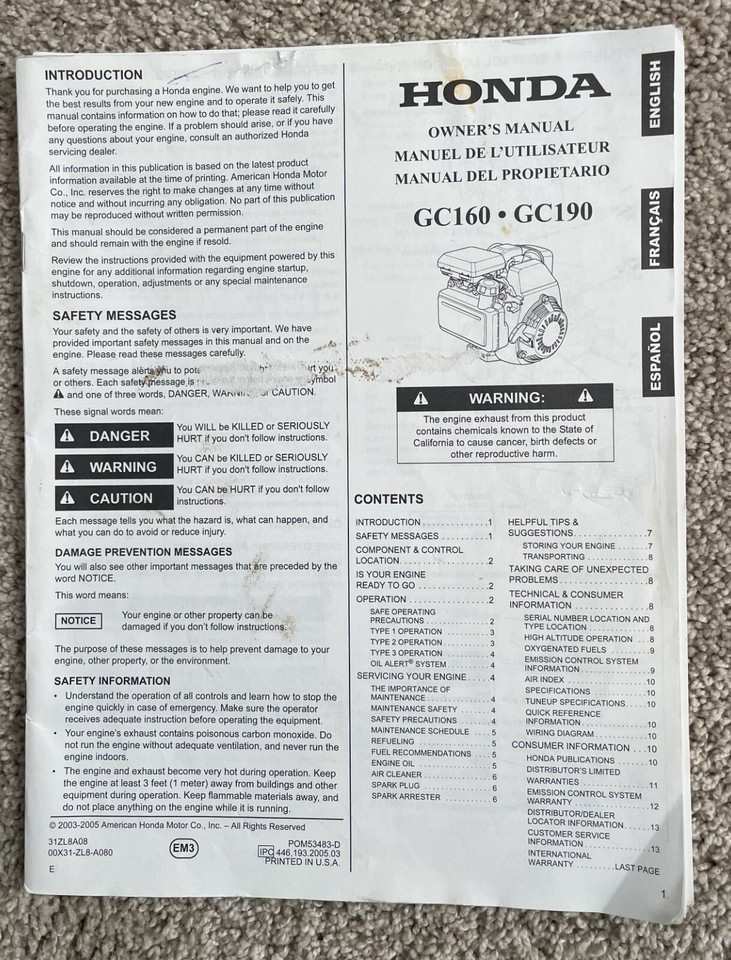 INTRODUCTION
Thank you for purchasing a Honda engine. We want to help you to get
the best results from your new engine and to operate it safely. This
manual contains information on how to do that; please read it carefully
before operating the engine. If a problem should arise, or if you have
any questions about your engine, consult an authorized Honda
servicing dealer.
All information in this publication is based on the latest product
information available at the time of printing. American Honda Motor
Co., Inc. reserves the right to make changes at any time without
notice and without incurring any obligation. No part of this publication
may be reproduced without written permission.
This manual should be considered a permanent part of the engine
and should remain with the engine if resold.
Review the instructions provided with the equipment powered by this
engine for any additional information regarding engine startup,
shutdown, operation, adjustments or any special maintenance
instructions.
SAFETY MESSAGES
Your safety and the safety of others is very important. We have
provided important safety messages in this manual and on the
engine. Please read these messages carefully.
A safety message alerts you to you
or others. Each safety message is symbol
and one of three words, DANGER, WARNING, or CAUTION.
These signal words mean:
DANGER
You WILL be KILLED or SERIOUSLY
HURT if you don't follow instructions.
WARNING
You CAN be KILLED or SERIOUSLY
HURT if you don't follow instructions.
CAUTION
You CAN be HURT if you don't follow
instructions.
Each message tells you what the hazard is, what can happen, and
what you can do to avoid or reduce injury.
DAMAGE PREVENTION MESSAGES
You will also see other important messages that are preceded by the
word NOTICE.
This word means:
NOTICE
Your engine or other property can be
damaged if you don't follow instructions.
The purpose of these messages is to help prevent damage to your
engine, other property, or the environment.
SAFETY INFORMATION
• Understand the operation of all controls and learn how to stop the
engine quickly in case of emergency. Make sure the operator
receives adequate instruction before operating the equipment.
• Your engine's exhaust contains poisonous carbon monoxide. Do
not run the engine without adequate ventilation, and never run the
engine indoors.
• The engine and exhaust become very hot during operation. Keep
the engine at least 3 feet (1 meter) away from buildings and other
equipment during operation. Keep flammable materials away, and
do not place anything on the engine while it is running.
© 2003-2005 American Honda Motor Co., Inc. – All Rights Reserved
31ZL8A08
00X31-ZL8-A080
E
EM3
POM53483-D
IPC 446,193.2005.03
PRINTED IN U.S.A.
HONDA
OWNER'S MANUAL
MANUEL DE L'UTILISATEUR
MANUAL DEL PROPIETARIO
GC160 • GC190
ENGLISH
FRANÇAIS
ESPAÑOL
WARNING:
The engine exhaust from this product
contains chemicals known to the State of
California to cause cancer, birth defects or
other reproductive harm.
CONTENTS
INTRODUCTION ............1
SAFETY MESSAGES ..........1
COMPONENT & CONTROL
LOCATION..................2
IS YOUR ENGINE
READY TO GO ..............2
OPERATION ................2
SAFE OPERATING
PRECAUTIONS ............ 2
TYPE 1 OPERATION ........ 3
TYPE 2 OPERATION ........ 3
TYPE 3 OPERATION ........ 4
OIL ALERT® SYSTEM ....... 4
SERVICING YOUR ENGINE.....4
THE IMPORTANCE OF
MAINTENANCE............. 4
MAINTENANCE SAFETY ..... 4
SAFETY PRECAUTIONS ..... 4
MAINTENANCE SCHEDULE .. 5
REFUELING .............. 5
FUEL RECOMMENDATIONS .. 5
ENGINE OIL ............. 5
AIR CLEANER ............ 6
SPARK PLUG ............. 6
SPARK ARRESTER ......... 6
HELPFUL TIPS &
SUGGESTIONS...............7
STORING YOUR ENGINE ......7
TRANSPORTING ............8
TAKING CARE OF UNEXPECTED
PROBLEMS..................8
TECHNICAL & CONSUMER
INFORMATION ..............8
SERIAL NUMBER LOCATION AND
TYPE LOCATION ...........8
HIGH ALTITUDE OPERATION ...8
OXYGENATED FUELS ........9
EMISSION CONTROL SYSTEM
INFORMATION..............9
AIR INDEX ..............10
SPECIFICATIONS .........10
TUNEUP SPECIFICATIONS.....10
QUICK REFERENCE
INFORMATION ............10
WIRING DIAGRAM .........10
CONSUMER INFORMATION ...10
HONDA PUBLICATIONS .....10
DISTRIBUTOR'S LIMITED
WARRANTIES .............11
EMISSION CONTROL SYSTEM
WARRANTY ...............12
DISTRIBUTOR/DEALER
LOCATOR INFORMATION......13
CUSTOMER SERVICE
INFORMATION.............13
INTERNATIONAL
WARRANTY .........LAST PAGE
1